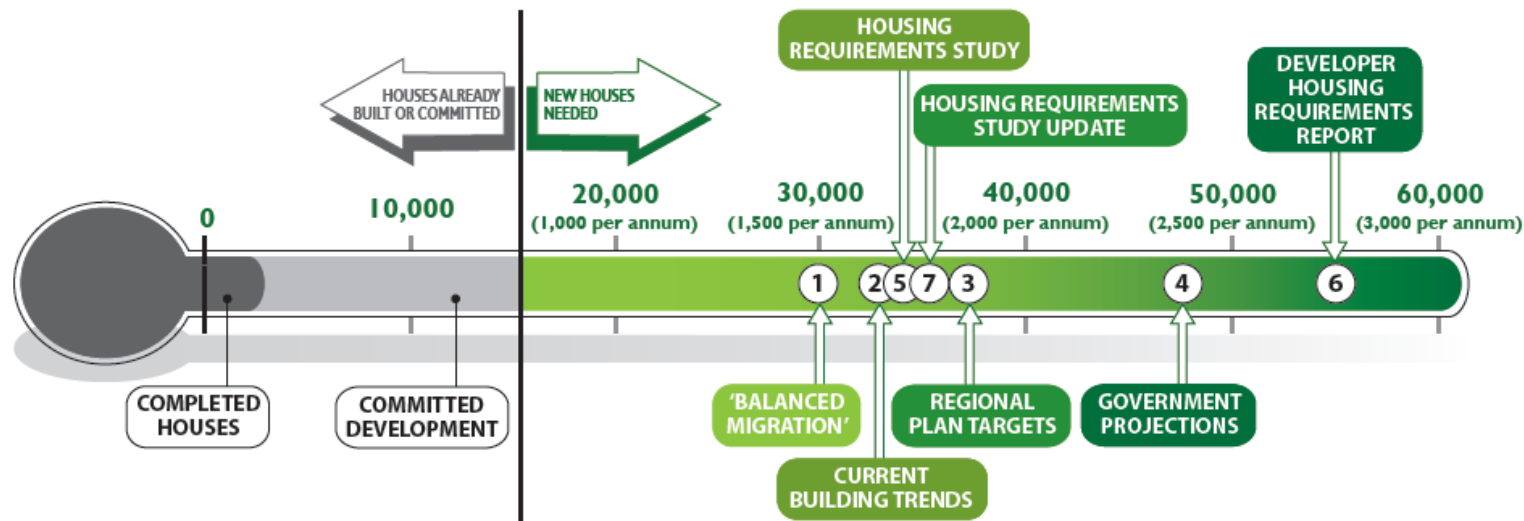 HOUSING
REQUIREMENTS STUDY
DEVELOPER
HOUSING
REQUIREMENTS
REPORT
HOUSES ALREADY
BUILT OR COMMITTED
NEW HOUSES
NEEDED
HOUSING REQUIREMENTS
STUDY UPDATE
0
10,000
20,000
(1,000 per annum)
30,000
(1,500 per annum)
40,000
(2,000 per annum)
50,000
(2,500 per annum)
60,000
(3,000 per annum)
1
2
5
7
3
4
6
COMPLETED
HOUSES
COMMITTED
DEVELOPMENT
'BALANCED
MIGRATION'
REGIONAL
PLAN TARGETS
GOVERNMENT
PROJECTIONS
CURRENT
BUILDING TRENDS